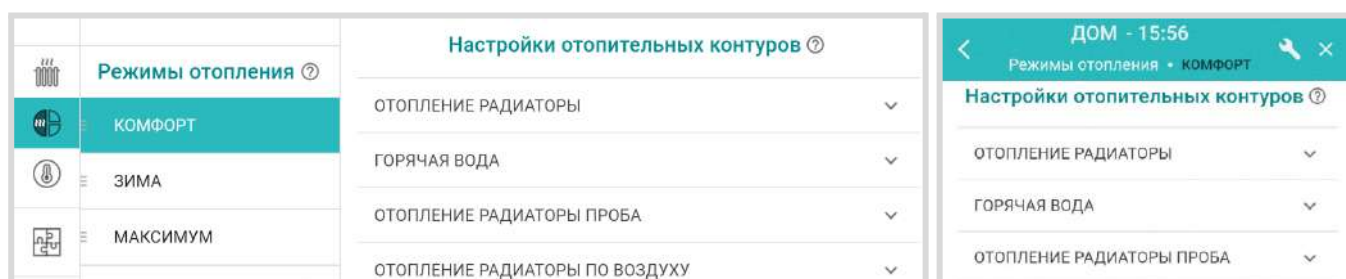 Режимы отопления
КОМФОРТ
ЗИМА
МАКСИМУМ
Настройки отопительных контуров
ОТОПЛЕНИЕ РАДИАТОРЫ
ГОРЯЧАЯ ВОДА
ОТОПЛЕНИЕ РАДИАТОРЫ ПРОБА
ОТОПЛЕНИЕ РАДИАТОРЫ ПО ВОЗДУХУ
ДОМ - 15:56
Режимы отопления • КОМФОРТ
Настройки отопительных контуров
ОТОПЛЕНИЕ РАДИАТОРЫ
ГОРЯЧАЯ ВОДА
ОТОПЛЕНИЕ РАДИАТОРЫ ПРОБА